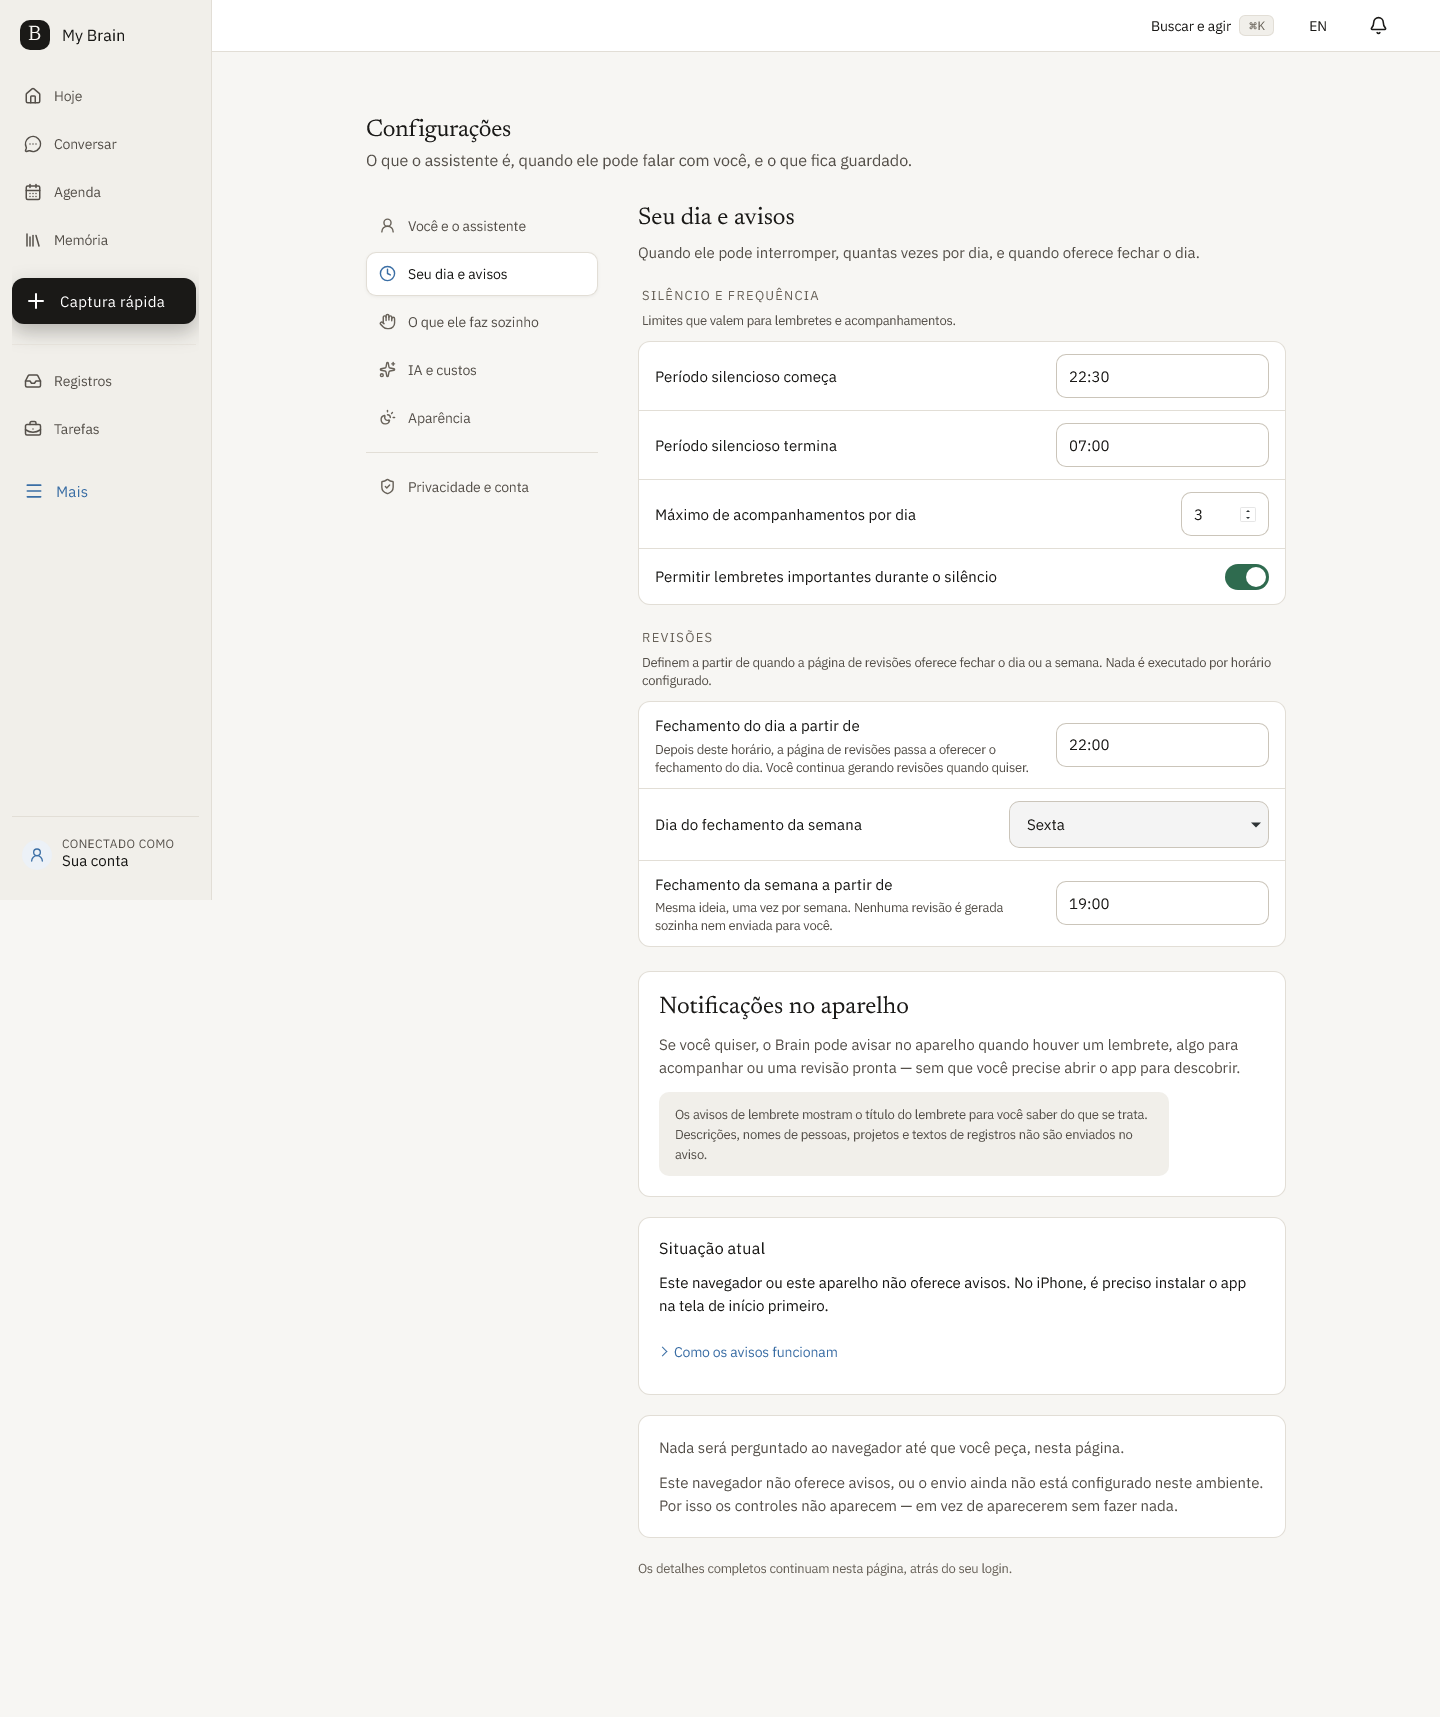 B My Brain
Buscar e agir ⌘K EN
Hoje
Conversar
Agenda
Memória
Captura rápida
Registros
Tarefas
Mais
CONECTADO COMO
Sua conta
Configurações
O que o assistente é, quando ele pode falar com você, e o que fica guardado.
Você e o assistente
Seu dia e avisos
O que ele faz sozinho
IA e custos
Aparência
Privacidade e conta
Seu dia e avisos
Quando ele pode interromper, quantas vezes por dia, e quando oferece fechar o dia.
SILÊNCIO E FREQUÊNCIA
Limites que valem para lembretes e acompanhamentos.
Período silencioso começa 22:30
Período silencioso termina 07:00
Máximo de acompanhamentos por dia 3
Permitir lembretes importantes durante o silêncio
REVISÕES
Definem a partir de quando a página de revisões oferece fechar o dia ou a semana. Nada é executado por horário
configurado.
Fechamento do dia a partir de
Depois deste horário, a página de revisões passa a oferecer o
fechamento do dia. Você continua gerando revisões quando quiser.
22:00
Dia do fechamento da semana Sexta
Fechamento da semana a partir de
Mesma ideia, uma vez por semana. Nenhuma revisão é gerada
sozinha nem enviada para você.
19:00
Notificações no aparelho
Se você quiser, o Brain pode avisar no aparelho quando houver um lembrete, algo para
acompanhar ou uma revisão pronta — sem que você precise abrir o app para descobrir.
Os avisos de lembrete mostram o título do lembrete para você saber do que se trata.
Descrições, nomes de pessoas, projetos e textos de registros não são enviados no
aviso.
Situação atual
Este navegador ou este aparelho não oferece avisos. No iPhone, é preciso instalar o app
na tela de início primeiro.
Como os avisos funcionam
Nada será perguntado ao navegador até que você peça, nesta página.
Este navegador não oferece avisos, ou o envio ainda não está configurado neste ambiente.
Por isso os controles não aparecem — em vez de aparecerem sem fazer nada.
Os detalhes completos continuam nesta página, atrás do seu login.